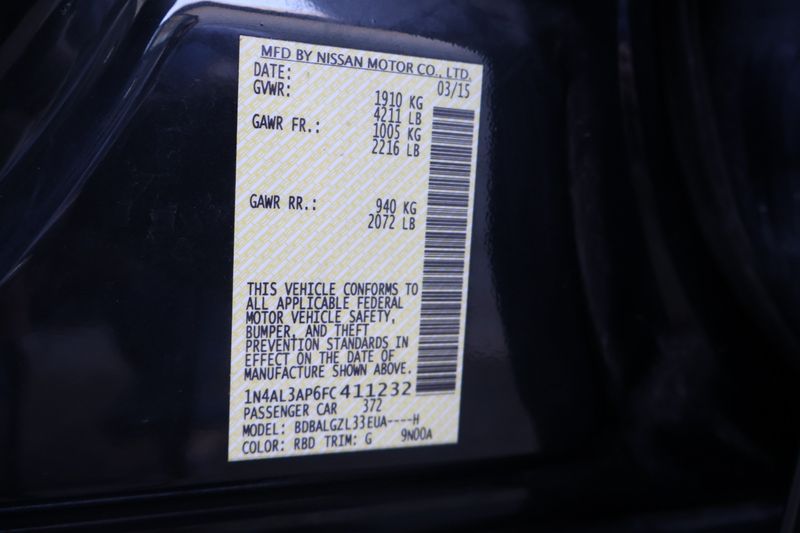 MFD BY NISSAN MOTOR CO., LTD.
DATE: 03/15
GVWR: 1910 KG
4211 LB
GAWR FR.: 1005 KG
2216 LB
GAWR RR.: 940 KG
2072 LB
THIS VEHICLE CONFORMS TO
ALL APPLICABLE FEDERAL
MOTOR VEHICLE SAFETY,
BUMPER, AND THEFT
PREVENTION STANDARDS IN
EFFECT ON THE DATE OF
MANUFACTURE SHOWN ABOVE.
1N4AL3AP6FC411232
PASSENGER CAR 372
MODEL: BDBALGZL33EUA----H
COLOR: RBD TRIM: G 9N00A